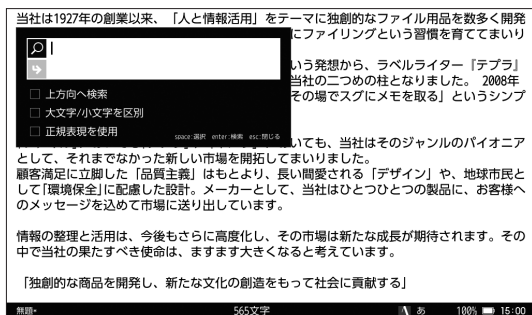 当社は1927年の創業以来、「人と情報活用」をテーマに独創的なファイル用品を数多く開発
にファイリングという習慣を育ててまいり
いう発想から、ラベルライター『テプラ』
当社の二つめの柱となりました。 2008年
その場でスグにメモを取る」というシンプ
上方向へ検索
大文字/小文字を区別
正規表現を使用
space:選択 enter:検索 esc:閉じる
いても、当社はそのジャンルのパイオニア
として、それまでなかった新しい市場を開拓してまいりました。
顧客満足に立脚した「品質主義」はもとより、長い間愛される「デザイン」や、地球市民と
して「環境保全」に配慮した設計。メーカーとして、当社はひとつひとつの製品に、お客様へ
のメッセージを込めて市場に送り出しています。
情報の整理と活用は、今後もさらに高度化し、その市場は新たな成長が期待されます。その
中で当社の果たすべき使命は、ますます大きくなると考えています。
「独創的な商品を開発し、新たな文化の創造をもって社会に貢献する」
無題*
565文字
あ
100%
15:00